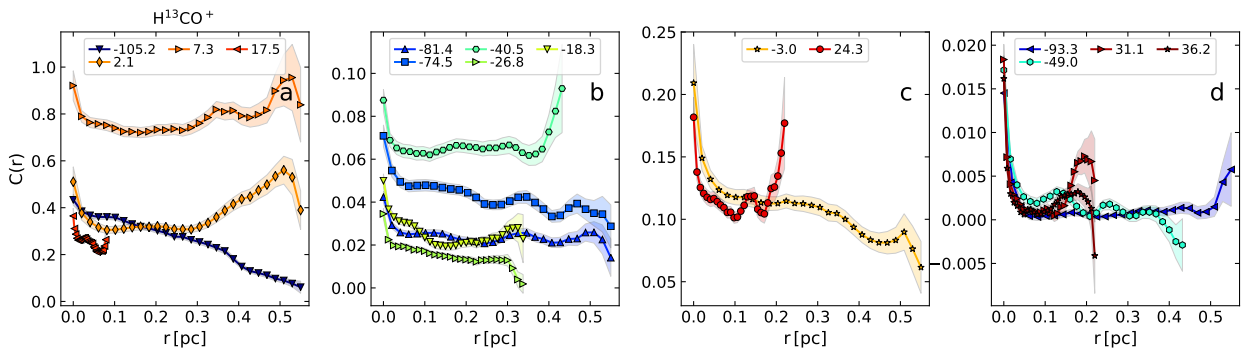 H¹³CO⁺
-105.2
2.1
7.3
17.5
a
C(r)
1.0
0.8
0.6
0.4
0.2
0.0
0.0 0.1 0.2 0.3 0.4 0.5
r [pc]
-81.4
-74.5
-40.5
-26.8
-18.3
b
0.10
0.08
0.06
0.04
0.02
0.00
0.0 0.1 0.2 0.3 0.4 0.5
r [pc]
-3.0
24.3
c
0.25
0.20
0.15
0.10
0.05
0.0 0.1 0.2 0.3 0.4 0.5
r [pc]
-93.3
-49.0
31.1
36.2
d
0.020
0.015
0.010
0.005
0.000
−0.005
0.0 0.1 0.2 0.3 0.4 0.5
r [pc]